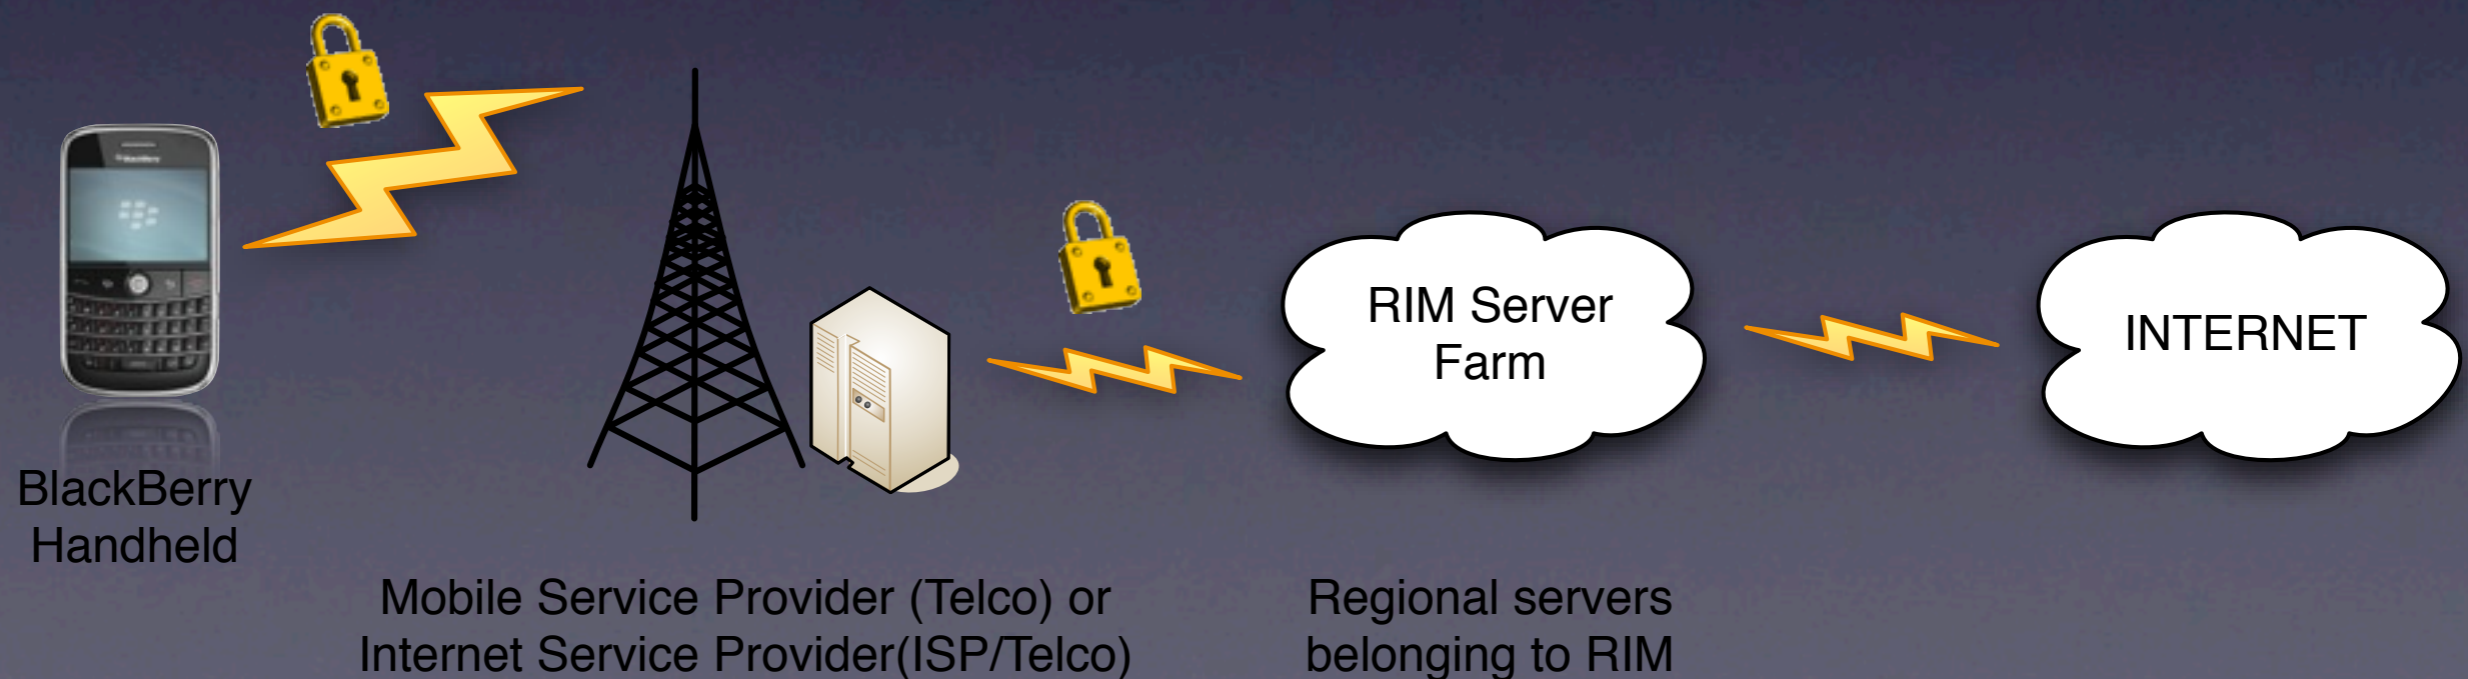 BlackBerry
Handheld
Mobile Service Provider (Telco) or
Internet Service Provider(ISP/Telco)
RIM Server
Farm
Regional servers
belonging to RIM
INTERNET